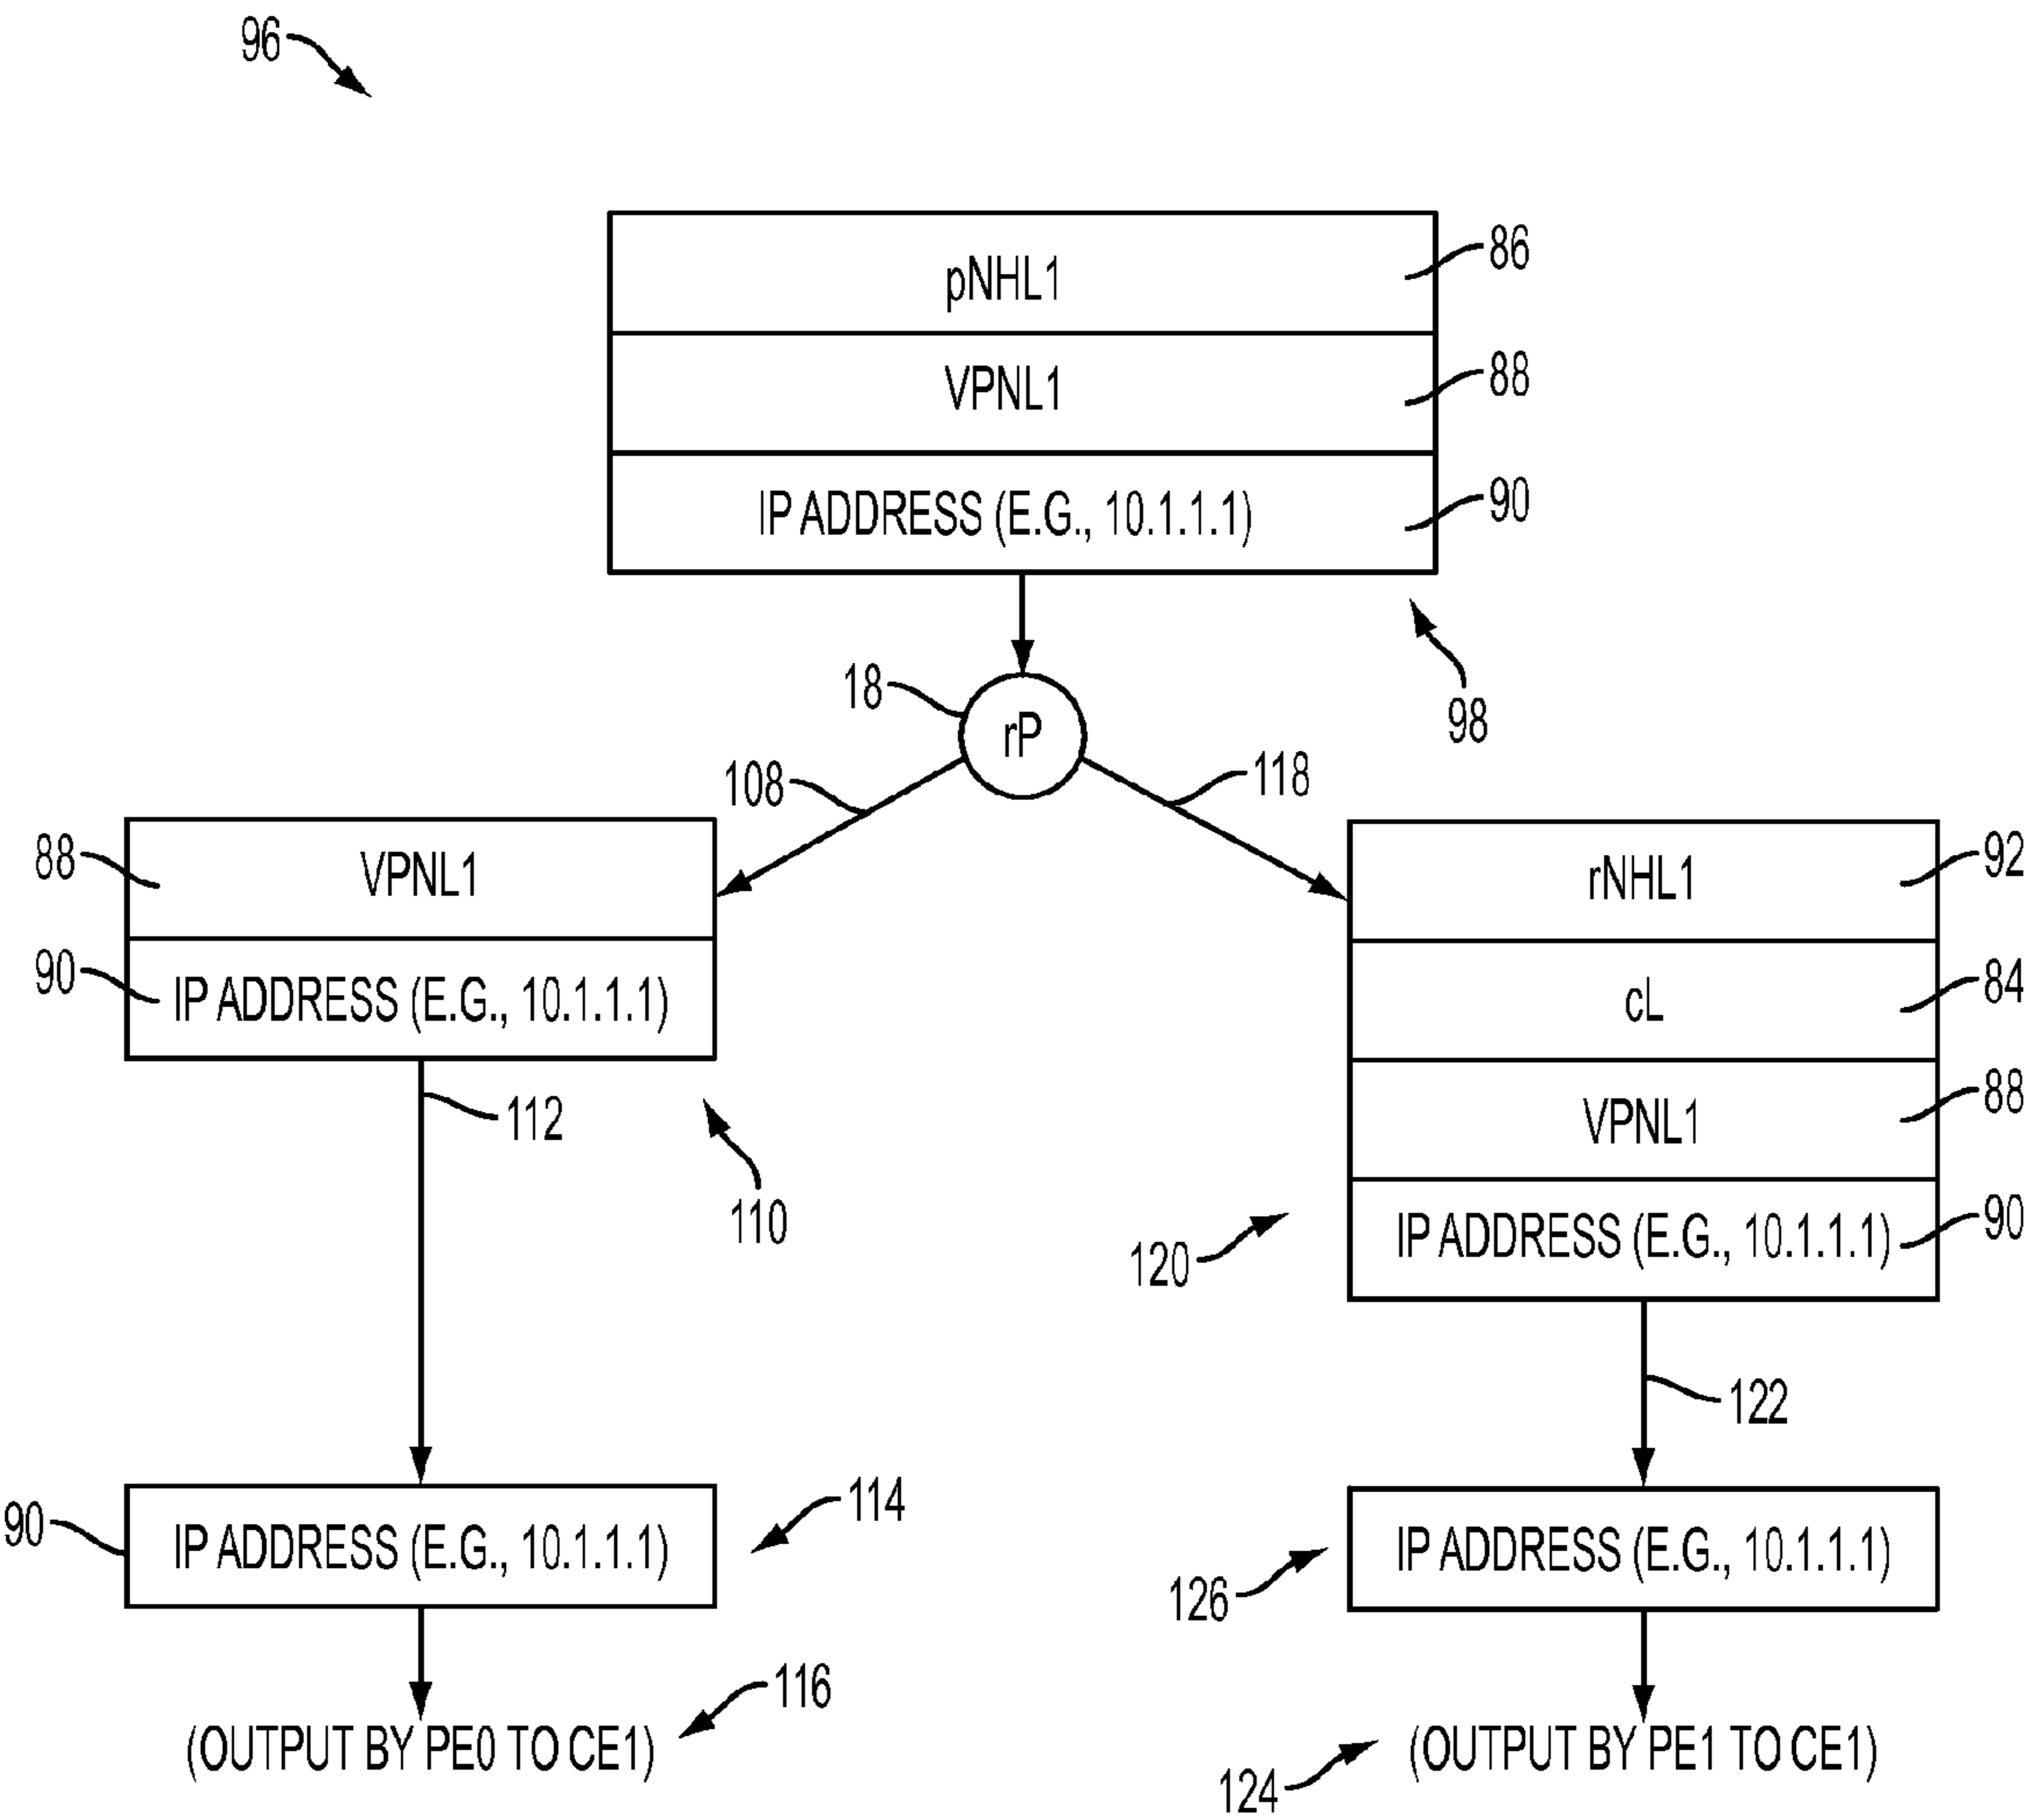 96
pNHL1
86
VPNL1
88
IP ADDRESS (E.G., 10.1.1.1)
90
98
18
rP
108
118
88
VPNL1
90
IP ADDRESS (E.G., 10.1.1.1)
112
110
rNHL1
92
cL
84
VPNL1
88
IP ADDRESS (E.G., 10.1.1.1)
90
120
122
90
IP ADDRESS (E.G., 10.1.1.1)
114
IP ADDRESS (E.G., 10.1.1.1)
126
(OUTPUT BY PE0 TO CE1)
116
(OUTPUT BY PE1 TO CE1)
124